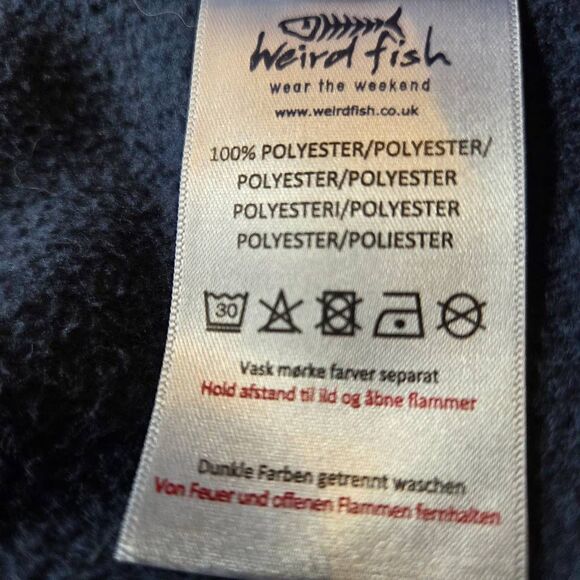 Weird fish
wear the weekend
www.weirdfish.co.uk
100% POLYESTER/POLYESTER/
POLYESTER/POLYESTER
POLYESTERI/POLYESTER
POLYESTER/POLIESTER
30
Vask mørke farver separat
Hold afstand til ild og åbne flammer
Dunkle Farben getrennt waschen
Von Feuer und offenen Flammen fernhalten